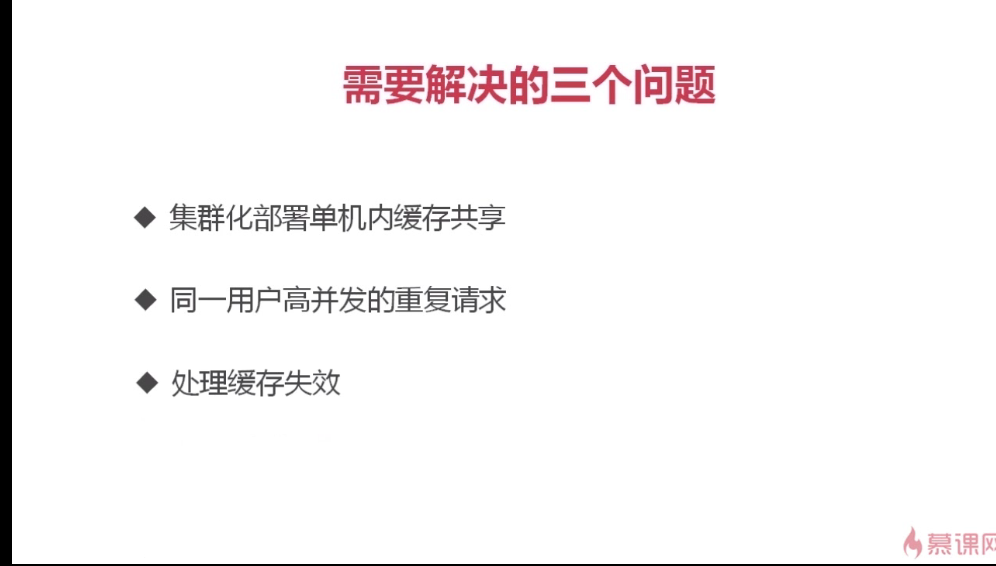 需要解决的三个问题
◆ 集群化部署单机内缓存共享
◆ 同一用户高并发的重复请求
◆ 处理缓存失效
慕课网